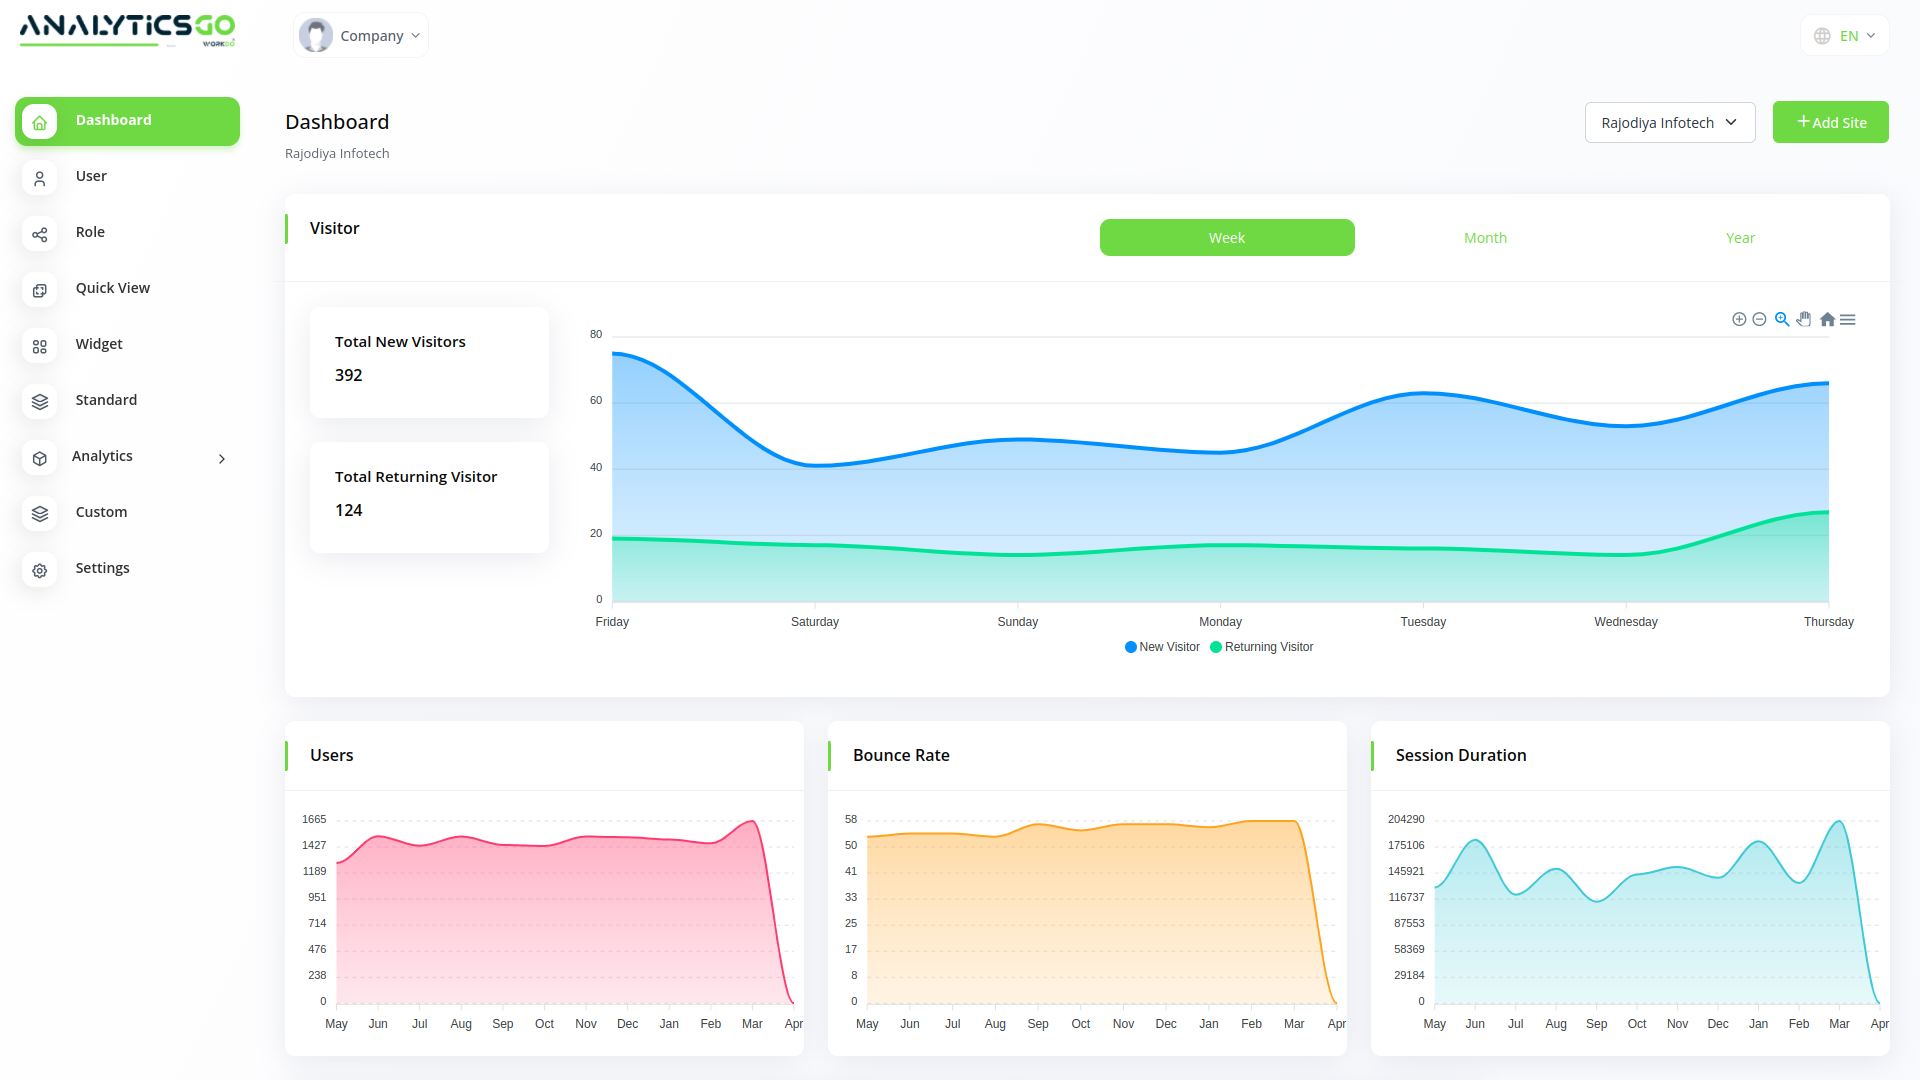 ANALYTiCSGO
WORKDO
Company
EN
Dashboard
User
Role
Quick View
Widget
Standard
Analytics
Custom
Settings
Dashboard
Rajodiya Infotech
Rajodiya Infotech
+Add Site
Visitor
Week Month Year
Total New Visitors
392
Total Returning Visitor
124
80
60
40
20
0
Friday Saturday Sunday Monday Tuesday Wednesday Thursday
New Visitor Returning Visitor
Users
1665
1427
1189
951
714
476
238
0
May Jun Jul Aug Sep Oct Nov Dec Jan Feb Mar Apr
Bounce Rate
58
50
41
33
25
17
8
0
May Jun Jul Aug Sep Oct Nov Dec Jan Feb Mar Apr
Session Duration
204290
175106
145921
116737
87553
58369
29184
0
May Jun Jul Aug Sep Oct Nov Dec Jan Feb Mar Apr